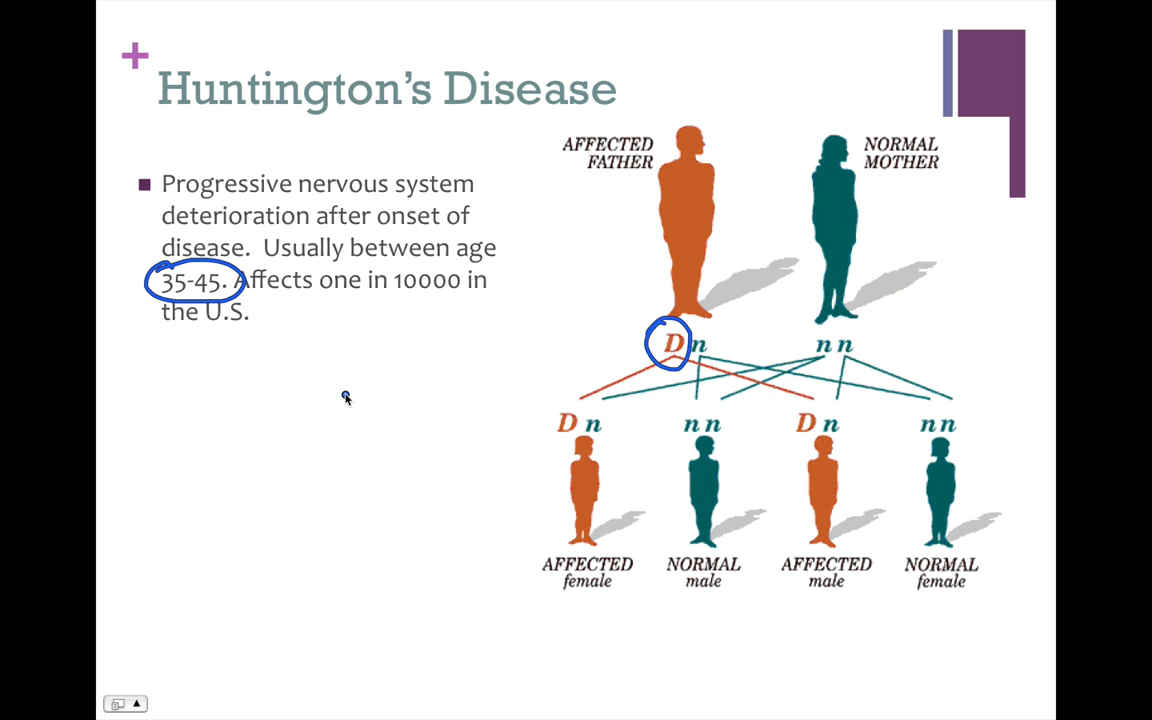 +
Huntington's Disease
Progressive nervous system
deterioration after onset of
disease.  Usually between age
35-45. Affects one in 10000 in
the U.S.
AFFECTED
FATHER
NORMAL
MOTHER
D n
n n
D n
n n
D n
n n
AFFECTED
female
NORMAL
male
AFFECTED
male
NORMAL
female